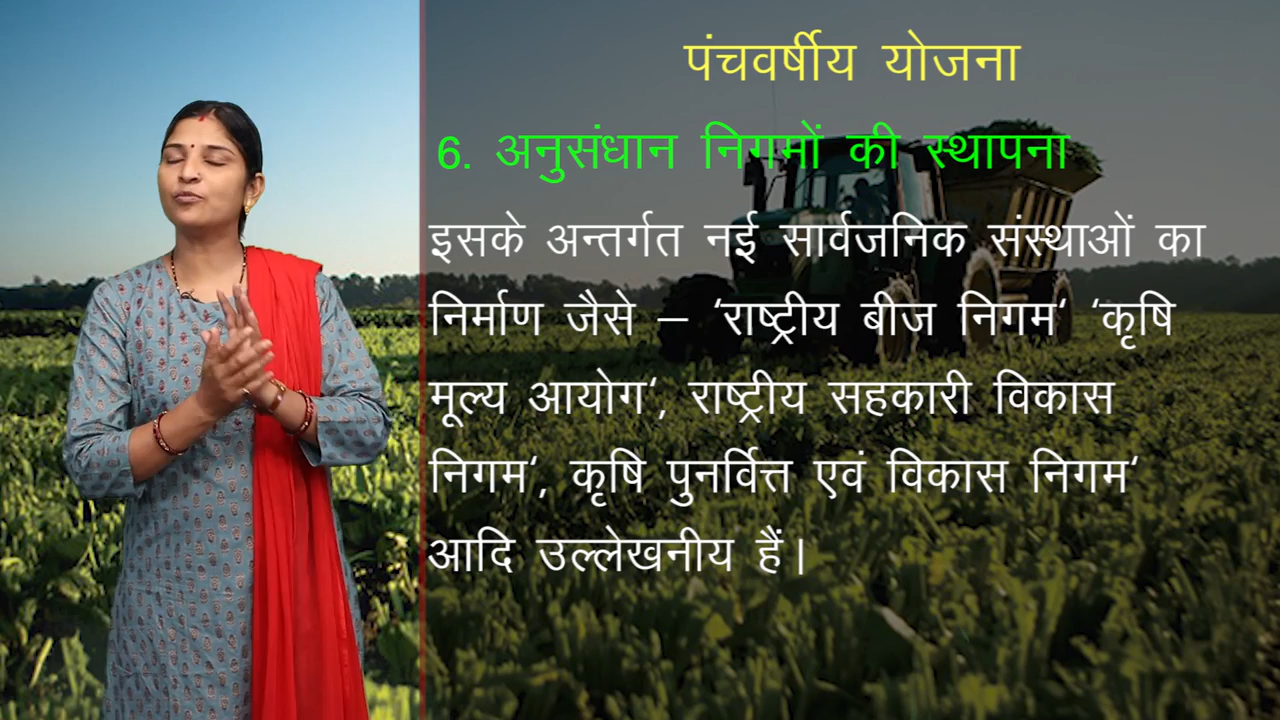 पंचवर्षीय योजना
6. अनुसंधान निगमों की स्थापना
इसके अन्तर्गत नई सार्वजनिक संस्थाओं का
निर्माण जैसे – ‘राष्ट्रीय बीज निगम‘ ‘कृषि
मूल्य आयोग‘, राष्ट्रीय सहकारी विकास
निगम‘, कृषि पुनर्वित्त एवं विकास निगम‘
आदि उल्लेखनीय हैं।